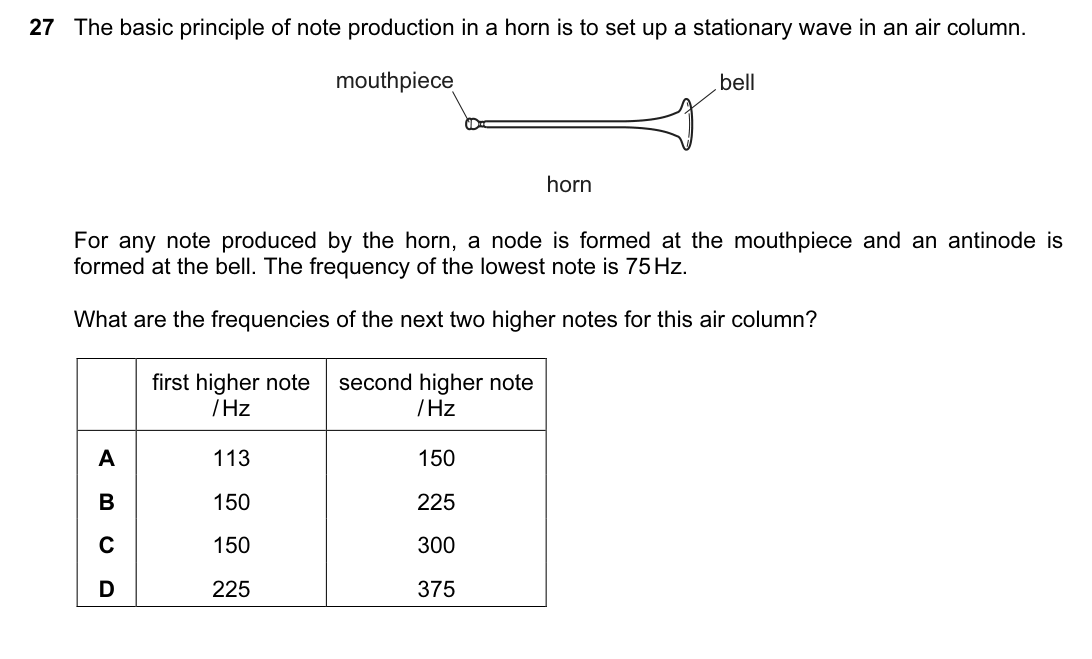 27 The basic principle of note production in a horn is to set up a stationary wave in an air column.
mouthpiece
bell
horn
For any note produced by the horn, a node is formed at the mouthpiece and an antinode is
formed at the bell. The frequency of the lowest note is 75 Hz.
What are the frequencies of the next two higher notes for this air column?
first higher note second higher note
/Hz /Hz
A 113 150
B 150 225
C 150 300
D 225 375